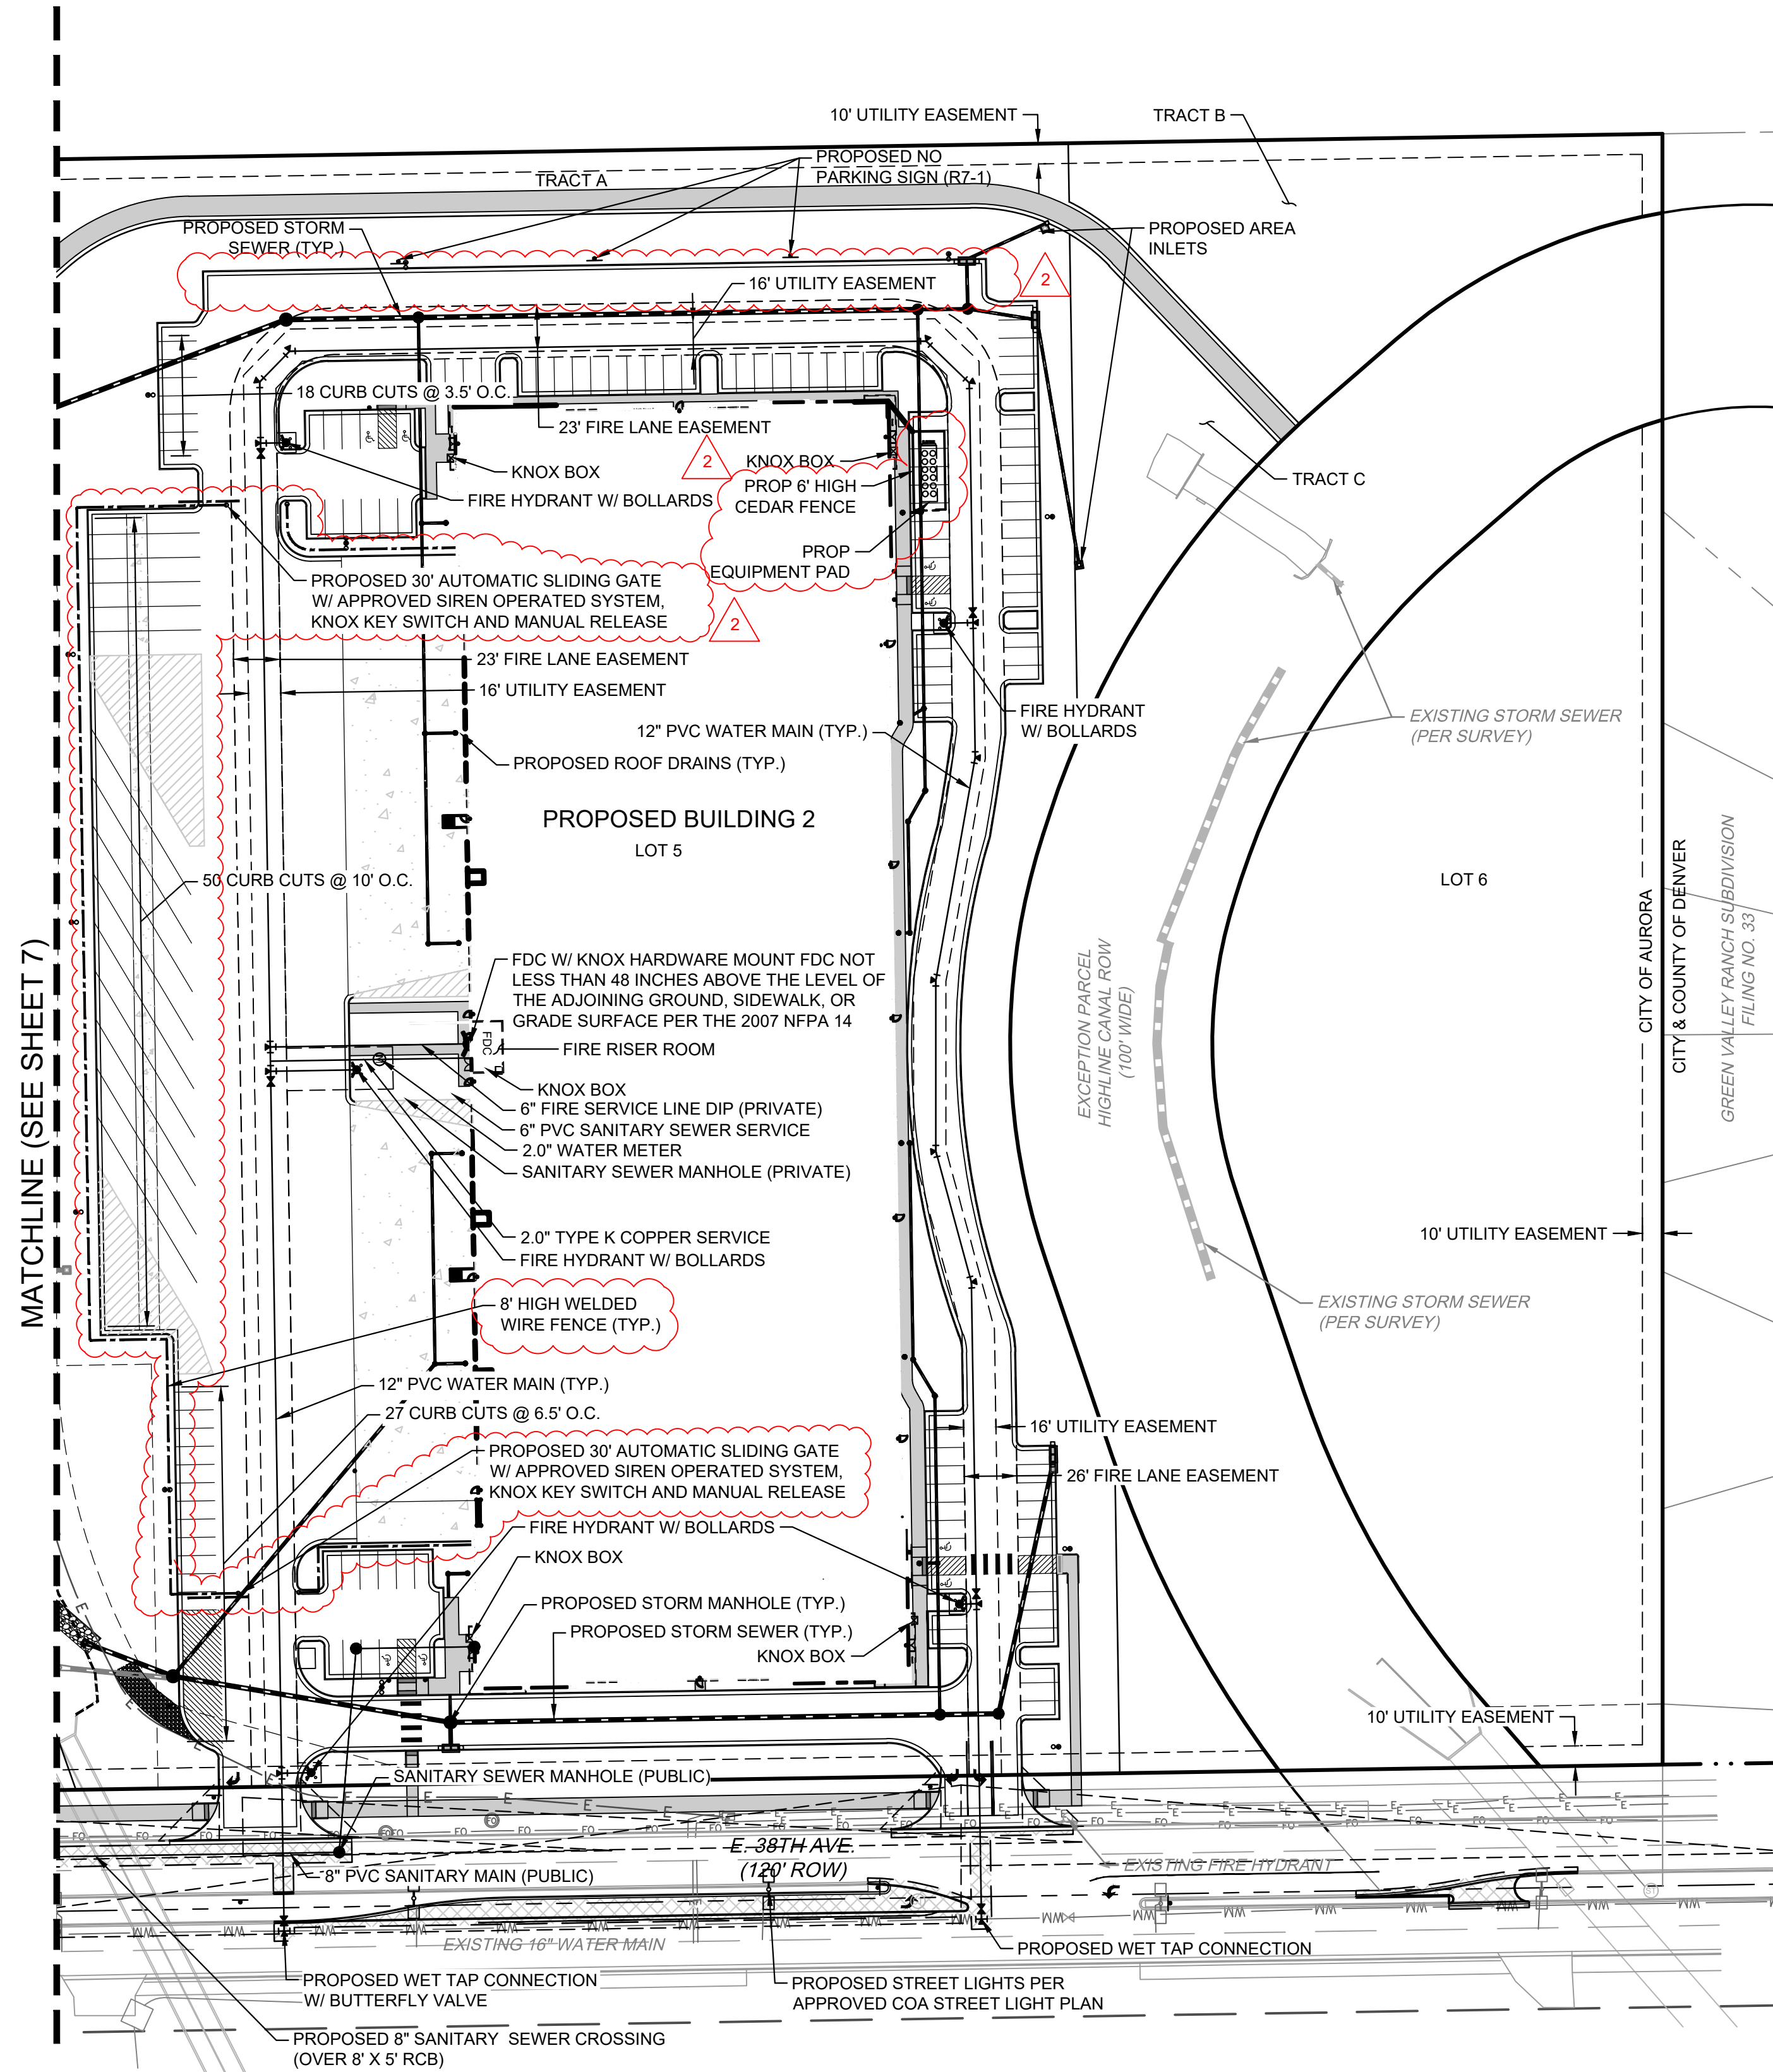 10' UTILITY EASEMENT
TRACT B
PROPOSED NO
PARKING SIGN (R7-1)
TRACT A
PROPOSED STORM
SEWER (TYP.)
PROPOSED AREA
INLETS
2
16' UTILITY EASEMENT
18 CURB CUTS @ 3.5' O.C.
23' FIRE LANE EASEMENT
2
KNOX BOX
KNOX BOX
TRACT C
FIRE HYDRANT W/ BOLLARDS
PROP 6' HIGH
CEDAR FENCE
PROP
EQUIPMENT PAD
PROPOSED 30' AUTOMATIC SLIDING GATE
W/ APPROVED SIREN OPERATED SYSTEM,
KNOX KEY SWITCH AND MANUAL RELEASE
2
23' FIRE LANE EASEMENT
16' UTILITY EASEMENT
FIRE HYDRANT
W/ BOLLARDS
EXISTING STORM SEWER
(PER SURVEY)
12" PVC WATER MAIN (TYP.)
PROPOSED ROOF DRAINS (TYP.)
PROPOSED BUILDING 2
LOT 5
50 CURB CUTS @ 10' O.C.
LOT 6
CITY OF AURORA
CITY & COUNTY OF DENVER
GREEN VALLEY RANCH SUBDIVISION
FILING NO. 33
MATCHLINE (SEE SHEET 7)
FDC W/ KNOX HARDWARE MOUNT FDC NOT
LESS THAN 48 INCHES ABOVE THE LEVEL OF
THE ADJOINING GROUND, SIDEWALK, OR
GRADE SURFACE PER THE 2007 NFPA 14
FDC
FIRE RISER ROOM
EXCEPTION PARCEL
HIGHLINE CANAL ROW
(100' WIDE)
KNOX BOX
6" FIRE SERVICE LINE DIP (PRIVATE)
6" PVC SANITARY SEWER SERVICE
2.0" WATER METER
SANITARY SEWER MANHOLE (PRIVATE)
2.0" TYPE K COPPER SERVICE
FIRE HYDRANT W/ BOLLARDS
10' UTILITY EASEMENT
8' HIGH WELDED
WIRE FENCE (TYP.)
EXISTING STORM SEWER
(PER SURVEY)
12" PVC WATER MAIN (TYP.)
27 CURB CUTS @ 6.5' O.C.
16' UTILITY EASEMENT
PROPOSED 30' AUTOMATIC SLIDING GATE
W/ APPROVED SIREN OPERATED SYSTEM,
KNOX KEY SWITCH AND MANUAL RELEASE
26' FIRE LANE EASEMENT
FIRE HYDRANT W/ BOLLARDS
KNOX BOX
PROPOSED STORM MANHOLE (TYP.)
PROPOSED STORM SEWER (TYP.)
KNOX BOX
10' UTILITY EASEMENT
SANITARY SEWER MANHOLE (PUBLIC)
E. 38TH AVE.
(120' ROW)
8" PVC SANITARY MAIN (PUBLIC)
EXISTING FIRE HYDRANT
EXISTING 16" WATER MAIN
PROPOSED WET TAP CONNECTION
PROPOSED WET TAP CONNECTION
W/ BUTTERFLY VALVE
PROPOSED STREET LIGHTS PER
APPROVED COA STREET LIGHT PLAN
PROPOSED 8" SANITARY SEWER CROSSING
(OVER 8' X 5' RCB)